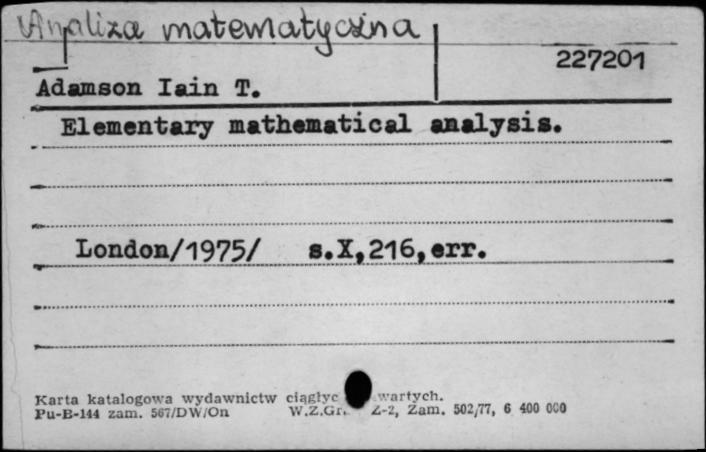 Analiza matematyczna
227201
Adamson Iain T.
Elementary mathematical analysis.
London/1975/ s.X,216,err.
Karta katalogowa wydawnictw ciągłyc wartych.
Pu-B-144 zam. 567/DW/On W.Z.Gr. Z-2, Zam. 502/77, 6 400 000